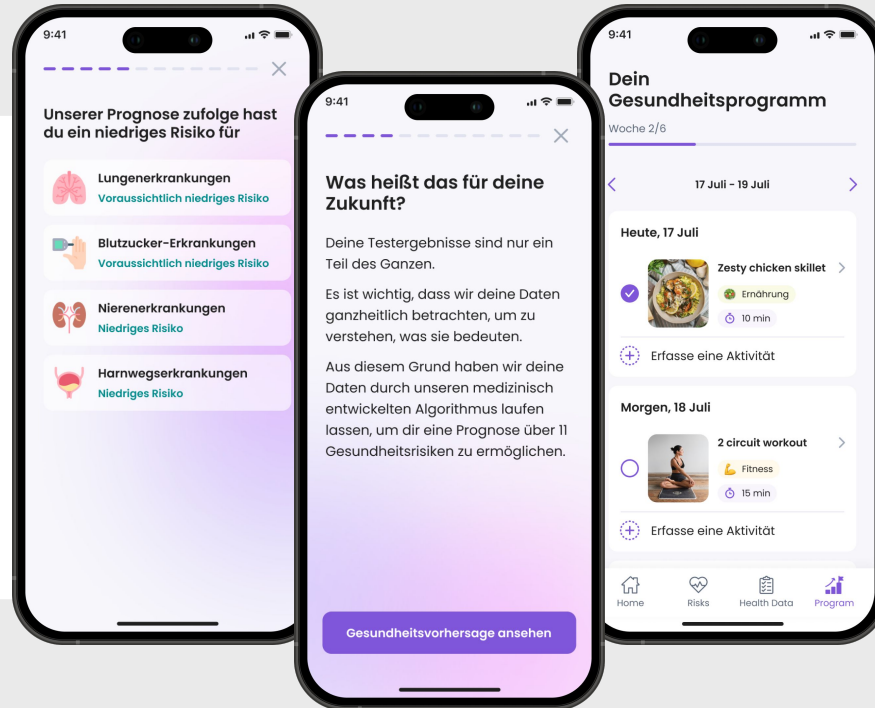 9:41
Unserer Prognose zufolge hast
du ein niedriges Risiko für
Lungenerkrankungen
Voraussichtlich niedriges Risiko
Blutzucker-Erkrankungen
Voraussichtlich niedriges Risiko
Nierenerkrankungen
Niedriges Risiko
Harnwegserkrankungen
Niedriges Risiko
9:41
Was heißt das für deine
Zukunft?
Deine Testergebnisse sind nur ein
Teil des Ganzen.
Es ist wichtig, dass wir deine Daten
ganzheitlich betrachten, um zu
verstehen, was sie bedeuten.
Aus diesem Grund haben wir deine
Daten durch unseren medizinisch
entwickelten Algorithmus laufen
lassen, um dir eine Prognose über 11
Gesundheitsrisiken zu ermöglichen.
Gesundheitsvorhersage ansehen
9:41
Dein
Gesundheitsprogramm
Woche 2/6
17 Juli - 19 Juli
Heute, 17 Juli
Zesty chicken skillet
Ernährung
10 min
Erfasse eine Aktivität
Morgen, 18 Juli
2 circuit workout
Fitness
15 min
Erfasse eine Aktivität
Home
Risks
Health Data
Program